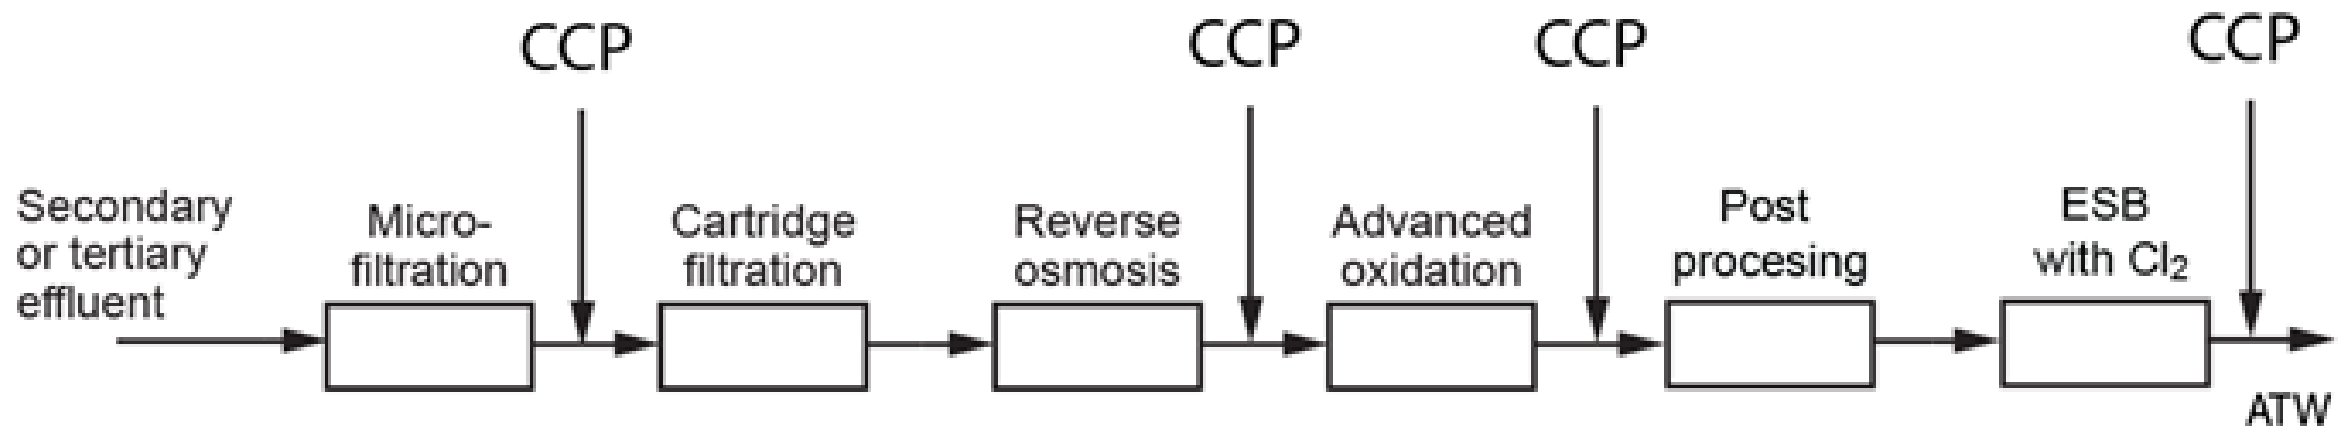 CCP
CCP
CCP
CCP
Secondary
or tertiary
effluent
Micro-
filtration
Cartridge
filtration
Reverse
osmosis
Advanced
oxidation
Post
procesing
ESB
with Cl₂
ATW